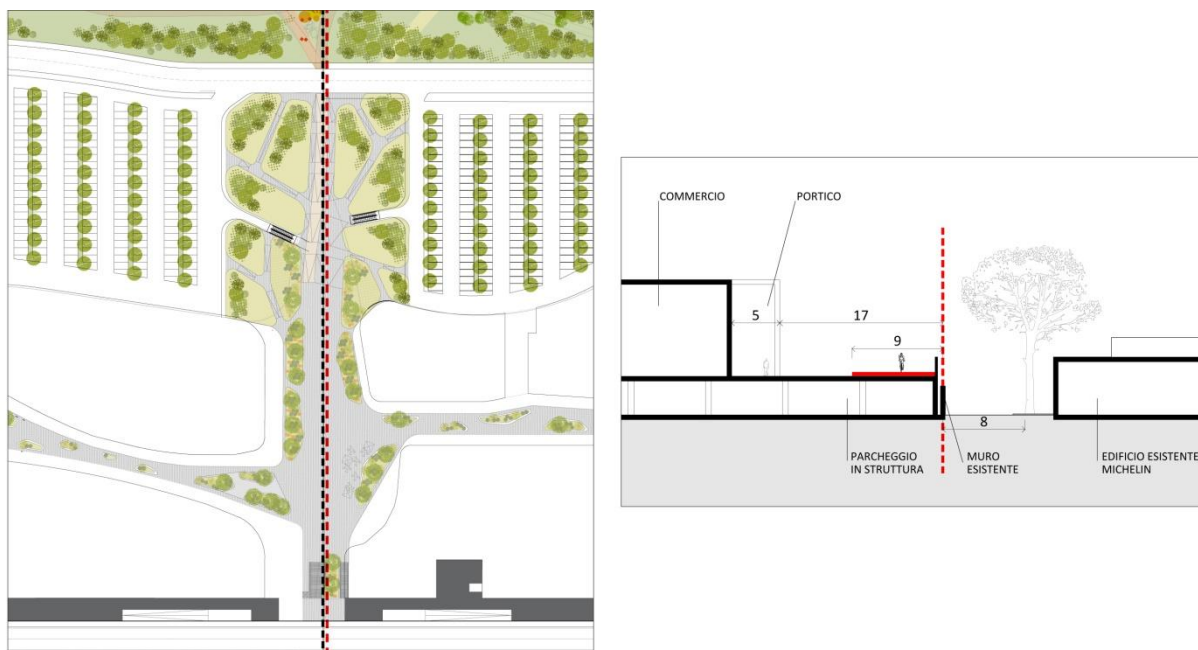 COMMERCIO
PORTICO
5
17
9
8
PARCHEGGIO
IN STRUTTURA
MURO
ESISTENTE
EDIFICIO ESISTENTE
MICHELIN